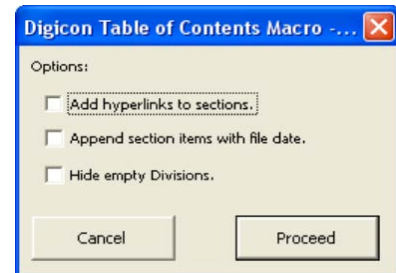 Digicon Table of Contents Macro -...
Options:
Add hyperlinks to sections.
Append section items with file date.
Hide empty Divisions.
Cancel Proceed